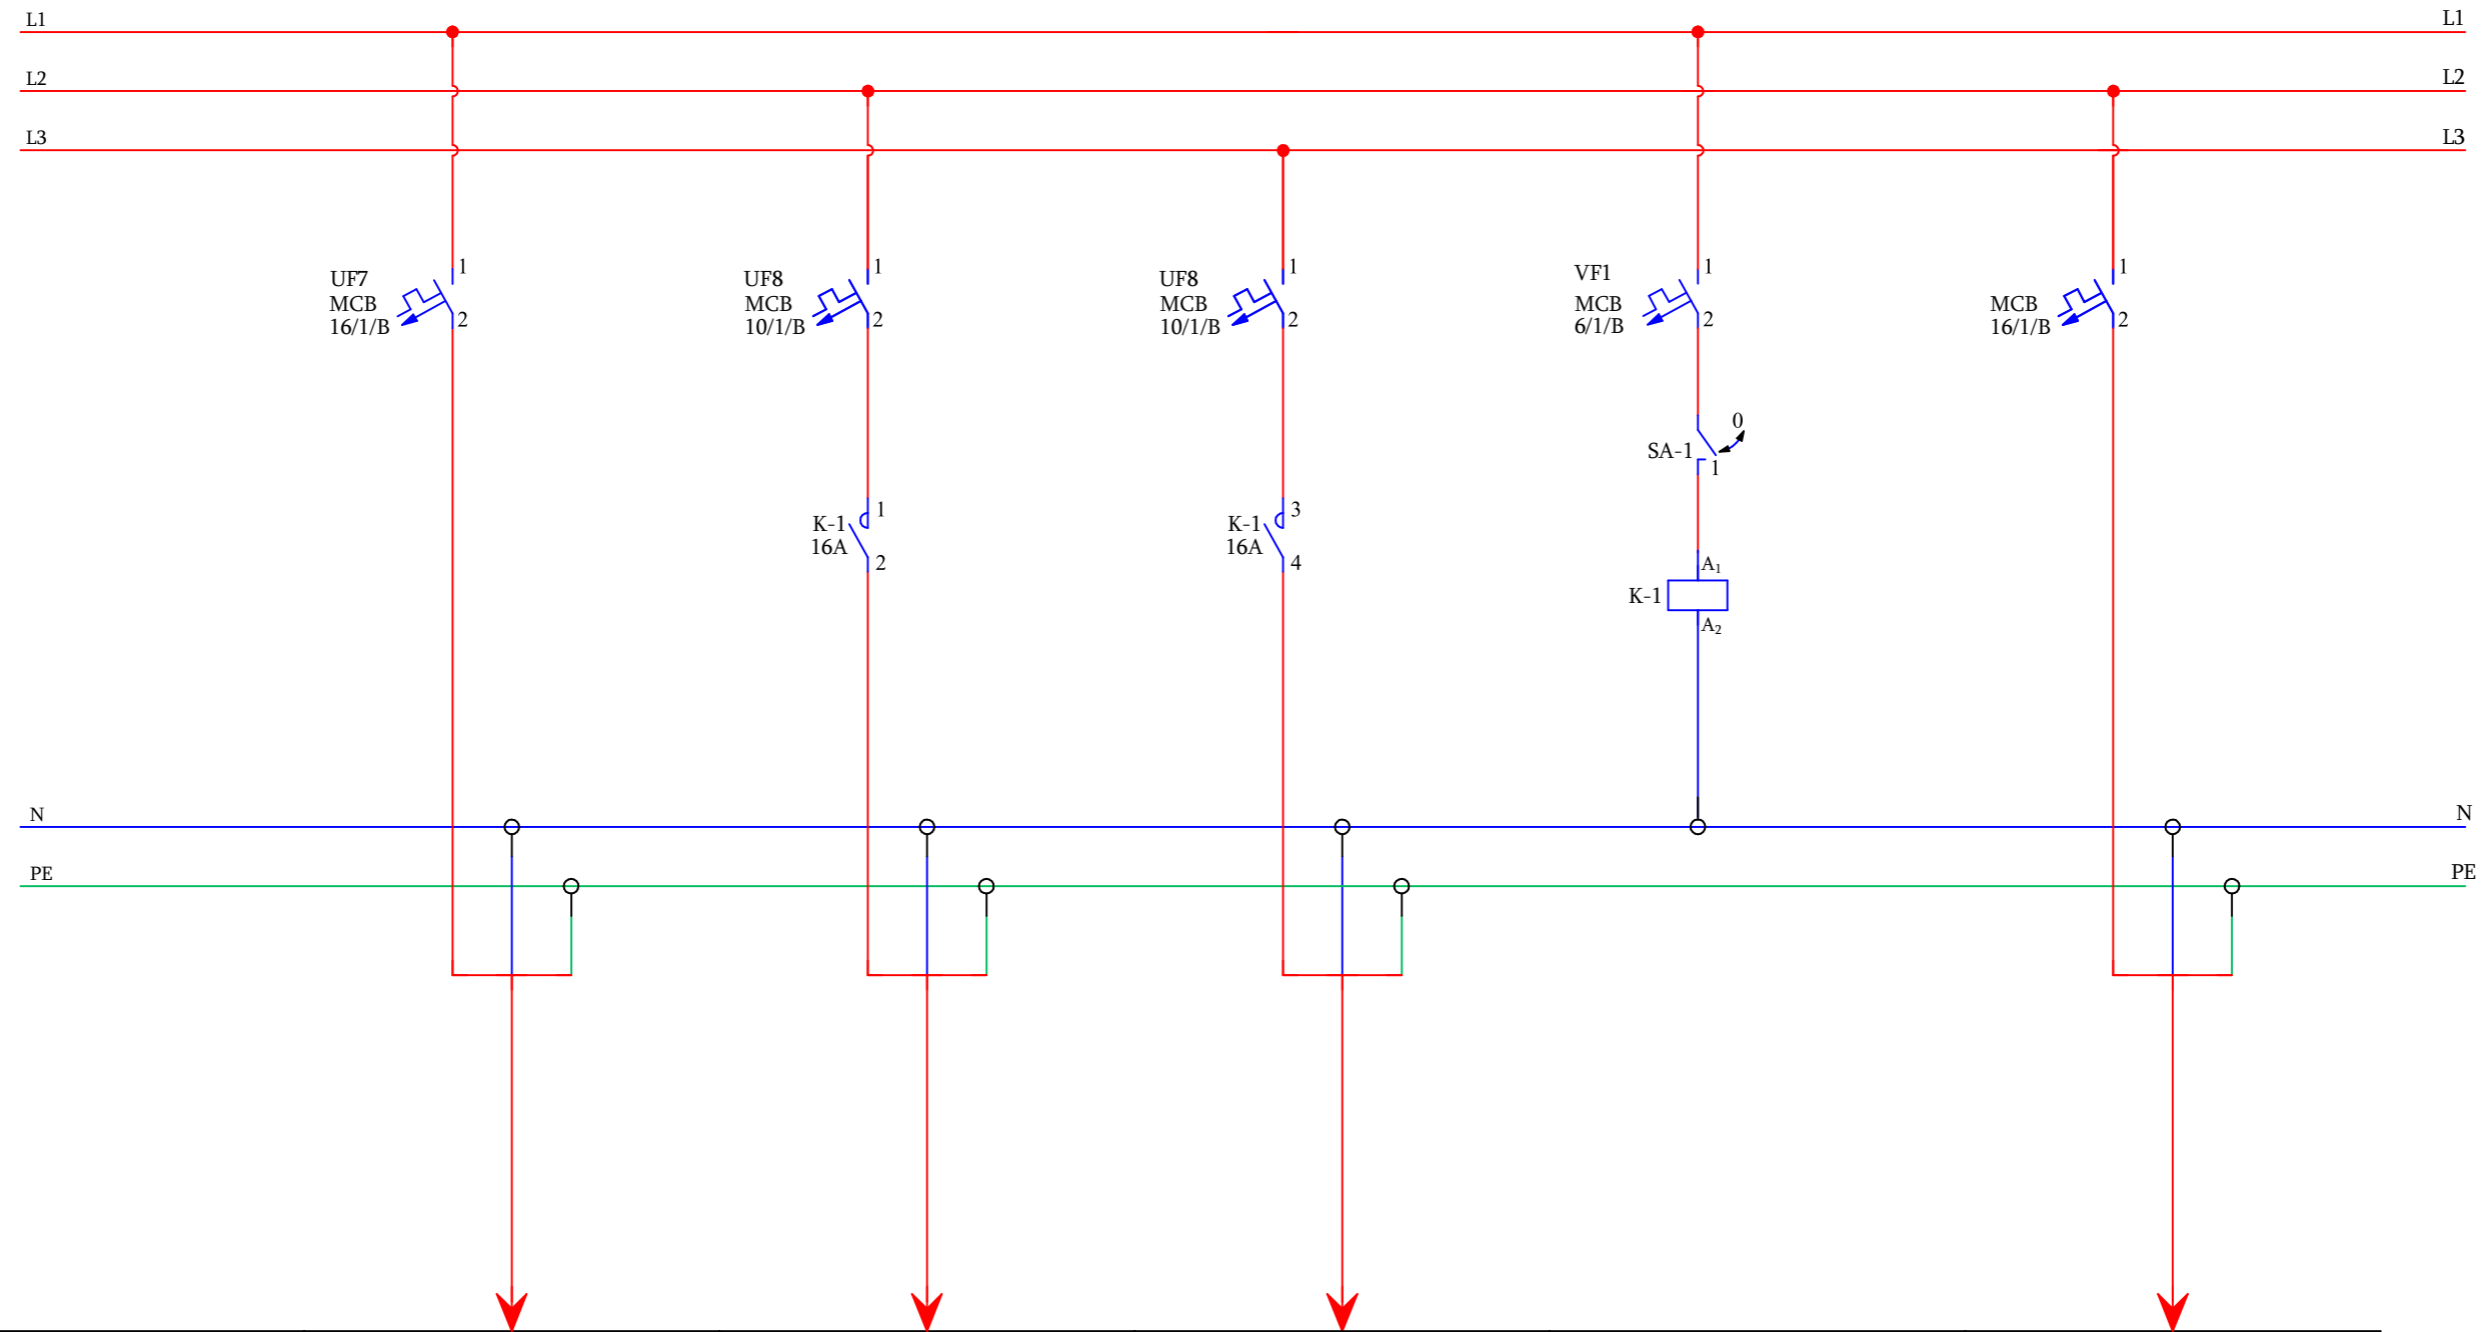 L1
L1
L2
L2
L3
L3
UF7
MCB
16/1/B
1
2
UF8
MCB
10/1/B
1
2
UF8
MCB
10/1/B
1
2
VF1
MCB
6/1/B
1
2
MCB
16/1/B
1
2
SA-1
0
1
K-1
16A
1
2
K-1
16A
3
4
K-1
A₁
A₂
N
N
PE
PE